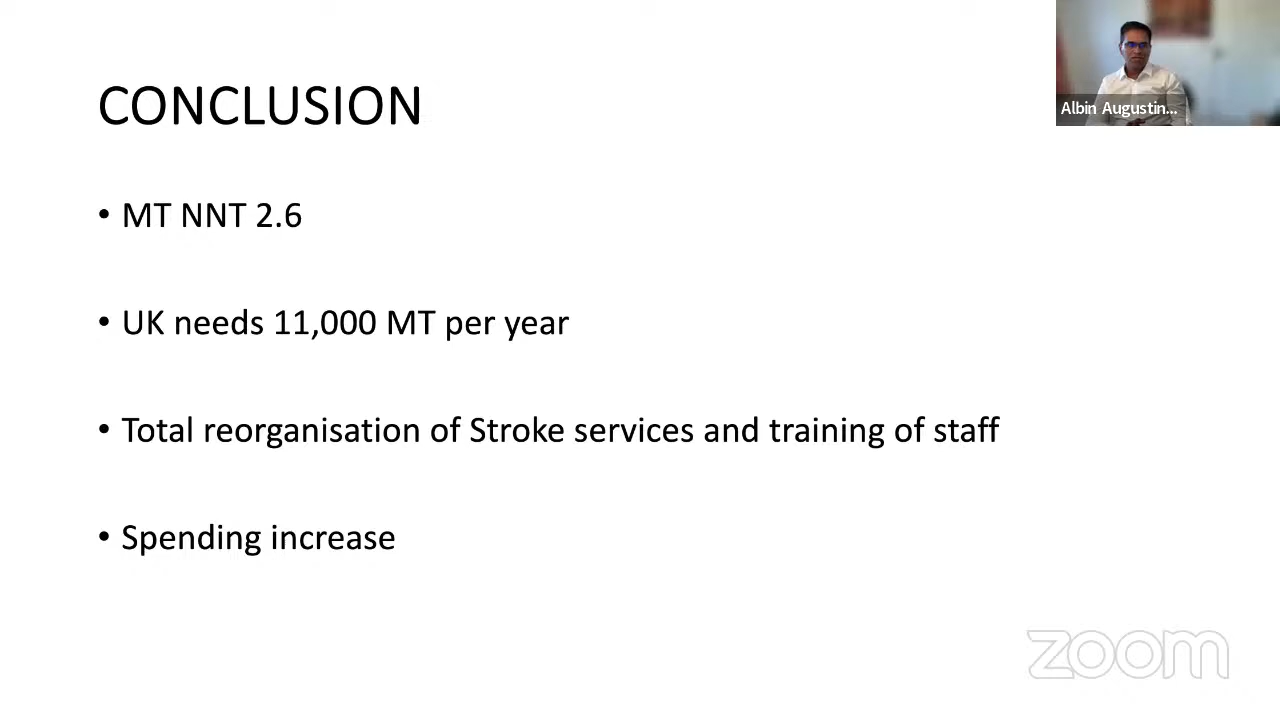 CONCLUSION
Albin Augustin...
• MT NNT 2.6
• UK needs 11,000 MT per year
• Total reorganisation of Stroke services and training of staff
• Spending increase
zoom